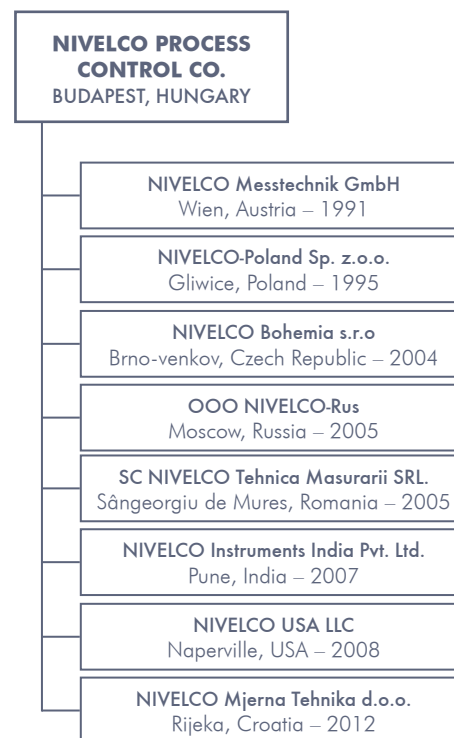 NIVELCO PROCESS
CONTROL CO.
BUDAPEST, HUNGARY
NIVELCO Messtechnik GmbH
Wien, Austria – 1991
NIVELCO-Poland Sp. z.o.o.
Gliwice, Poland – 1995
NIVELCO Bohemia s.r.o
Brno-venkov, Czech Republic – 2004
OOO NIVELCO-Rus
Moscow, Russia – 2005
SC NIVELCO Tehnica Masurarii SRL.
Sângeorgiu de Mures, Romania – 2005
NIVELCO Instruments India Pvt. Ltd.
Pune, India – 2007
NIVELCO USA LLC
Naperville, USA – 2008
NIVELCO Mjerna Tehnika d.o.o.
Rijeka, Croatia – 2012